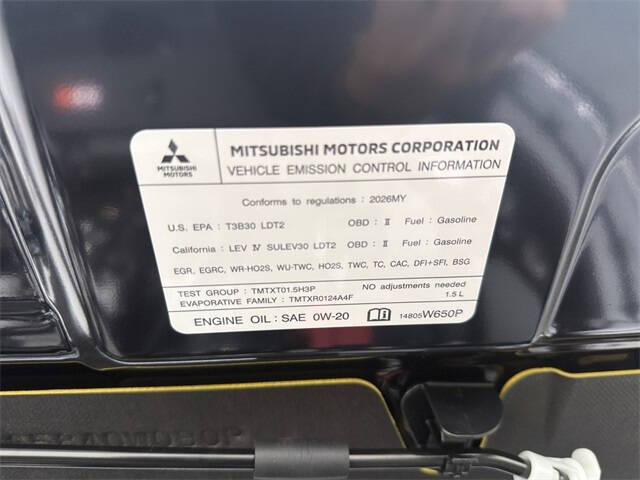 MITSUBISHI MOTORS CORPORATION
MITSUBISHI
MOTORS
VEHICLE EMISSION CONTROL INFORMATION
Conforms to regulations : 2026MY
U.S. EPA : T3B30 LDT2 OBD : Ⅱ Fuel : Gasoline
California : LEV Ⅳ SULEV30 LDT2 OBD : Ⅱ Fuel : Gasoline
EGR, EGRC, WR-HO2S, WU-TWC, HO2S, TWC, TC, CAC, DFI+SFI, BSG
TEST GROUP : TMTXT01.5H3P NO adjustments needed
EVAPORATIVE FAMILY : TMTXR0124A4F 1.5 L
ENGINE OIL : SAE 0W-20 14805W650P